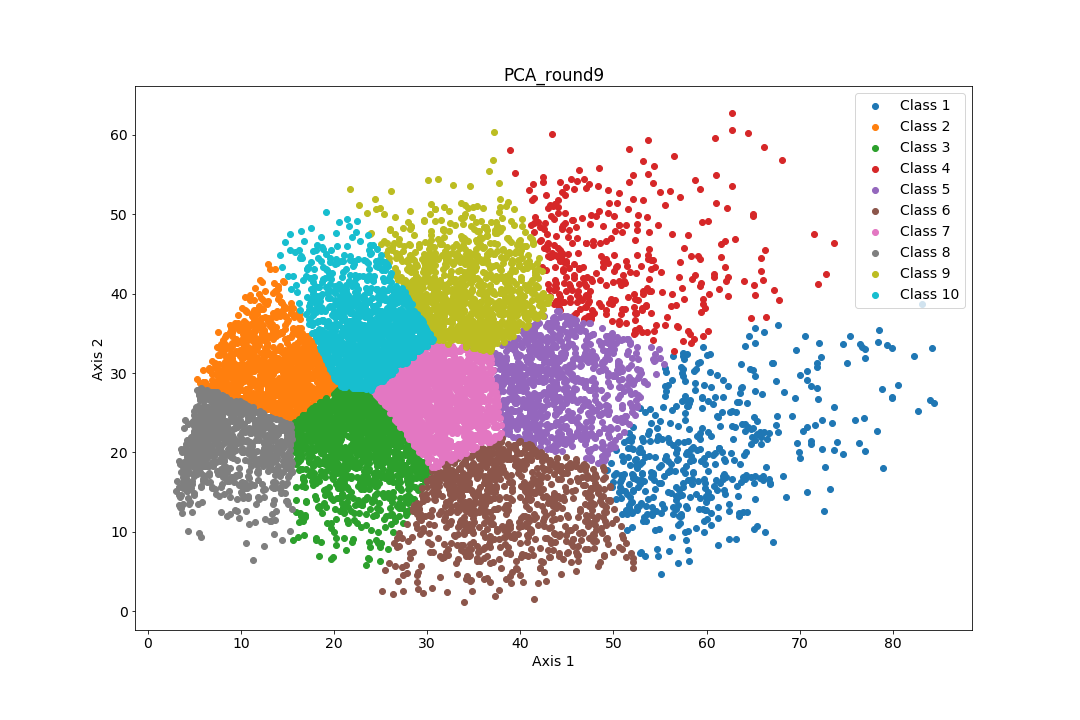 PCA_round9
Class 1
Class 2
Class 3
Class 4
Class 5
Class 6
Class 7
Class 8
Class 9
Class 10
60
50
40
30
20
10
0
Axis 2
0 10 20 30 40 50 60 70 80
Axis 1